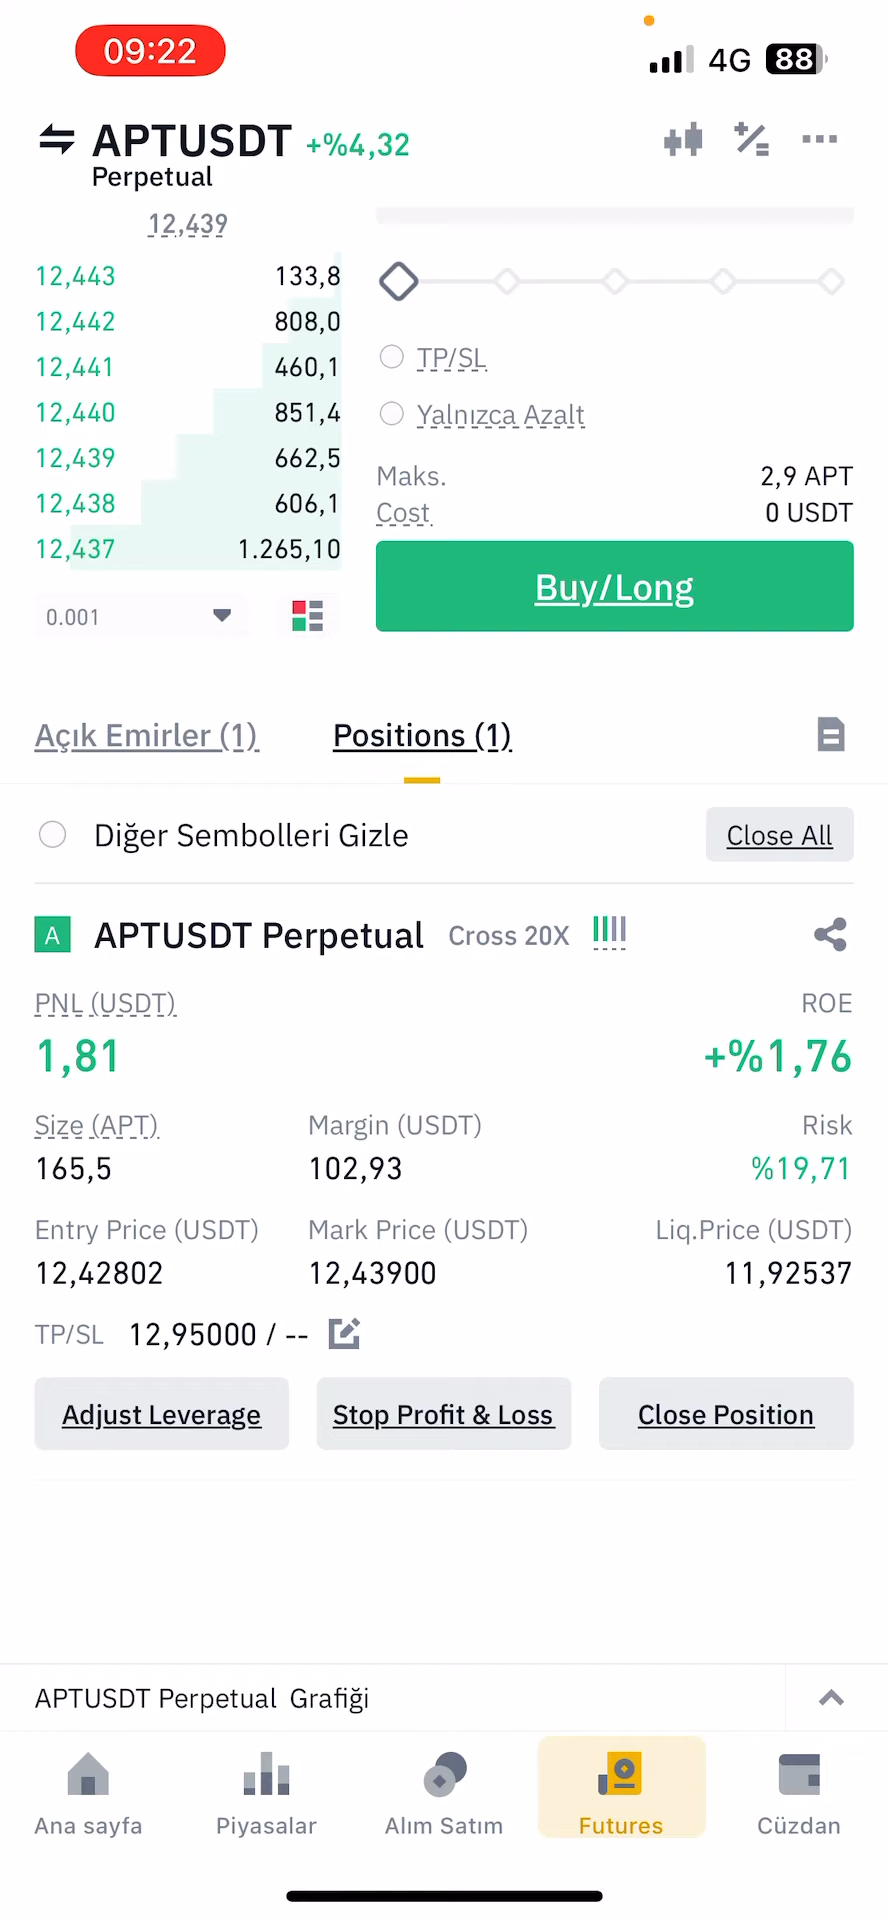 09:22
4G 88
APTUSDT +%4,32
Perpetual
12,439
12,443 133,8
12,442 808,0
12,441 460,1
12,440 851,4
12,439 662,5
12,438 606,1
12,437 1.265,10
0.001
TP/SL
Yalnızca Azalt
Maks. 2,9 APT
Cost 0 USDT
Buy/Long
Açık Emirler (1) Positions (1)
Diğer Sembolleri Gizle Close All
A APTUSDT Perpetual Cross 20X
PNL (USDT) ROE
1,81 +%1,76
Size (APT) Margin (USDT) Risk
165,5 102,93 %19,71
Entry Price (USDT) Mark Price (USDT) Liq.Price (USDT)
12,42802 12,43900 11,92537
TP/SL 12,95000 / --
Adjust Leverage Stop Profit & Loss Close Position
APTUSDT Perpetual Grafiği
Ana sayfa Piyasalar Alım Satım Futures Cüzdan